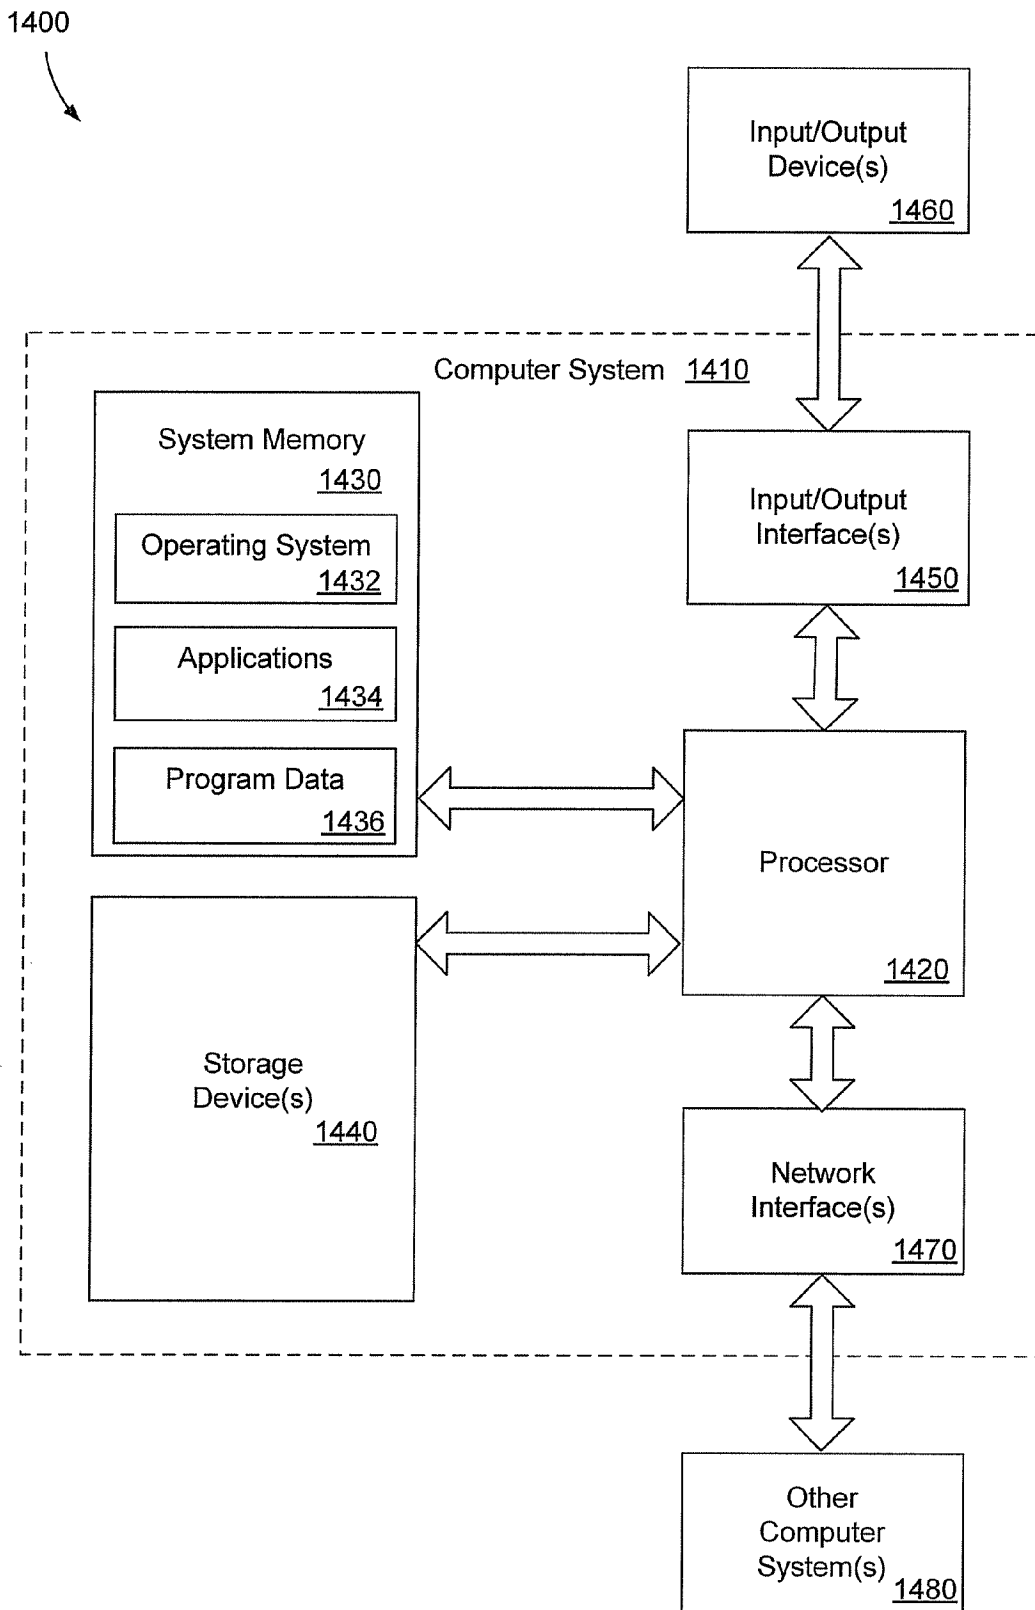 1400
Input/Output
Device(s)
1460
Computer System 1410
System Memory
1430
Operating System
1432
Applications
1434
Program Data
1436
Input/Output
Interface(s)
1450
Processor
1420
Storage
Device(s)
1440
Network
Interface(s)
1470
Other
Computer
System(s)
1480